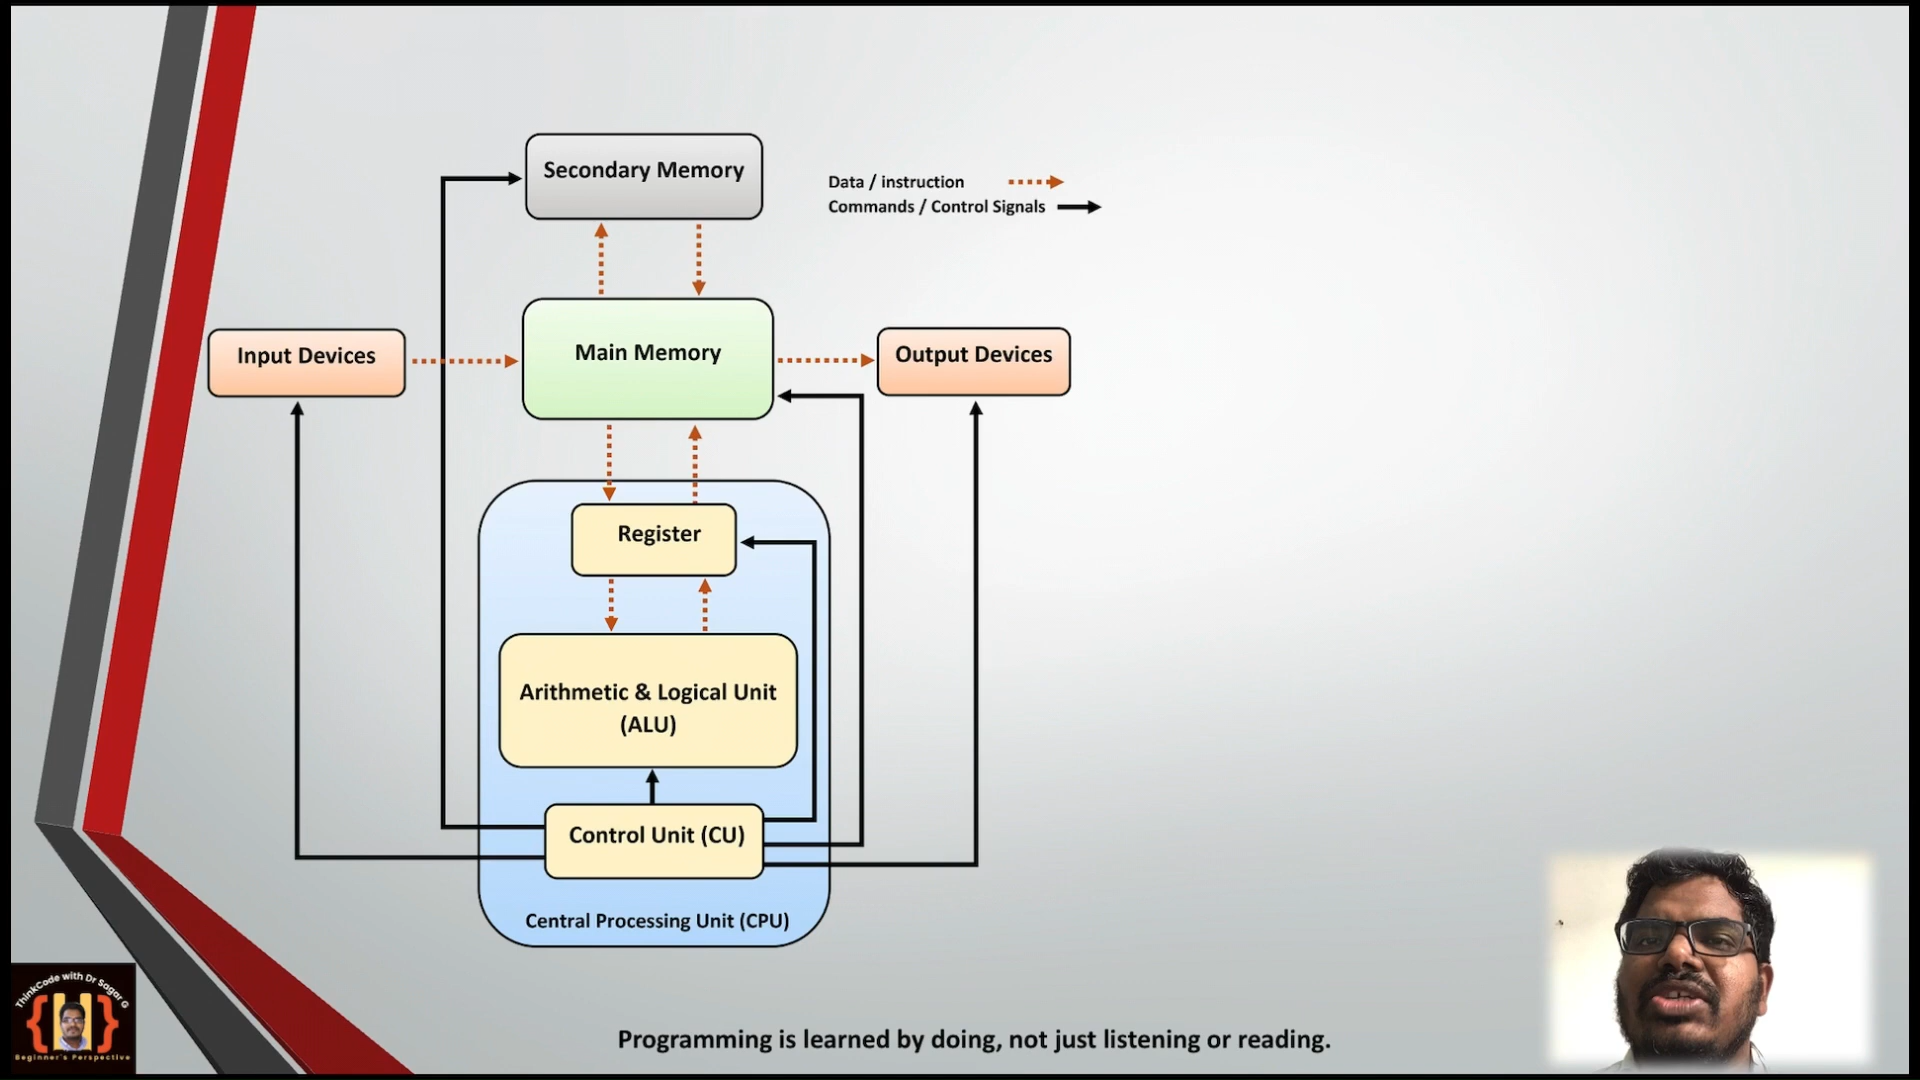 Secondary Memory
Data / instruction
Commands / Control Signals
Input Devices
Main Memory
Output Devices
Register
Arithmetic & Logical Unit
(ALU)
Control Unit (CU)
Central Processing Unit (CPU)
ThinkCode with Dr Sagar G
Beginner's Perspective
Programming is learned by doing, not just listening or reading.